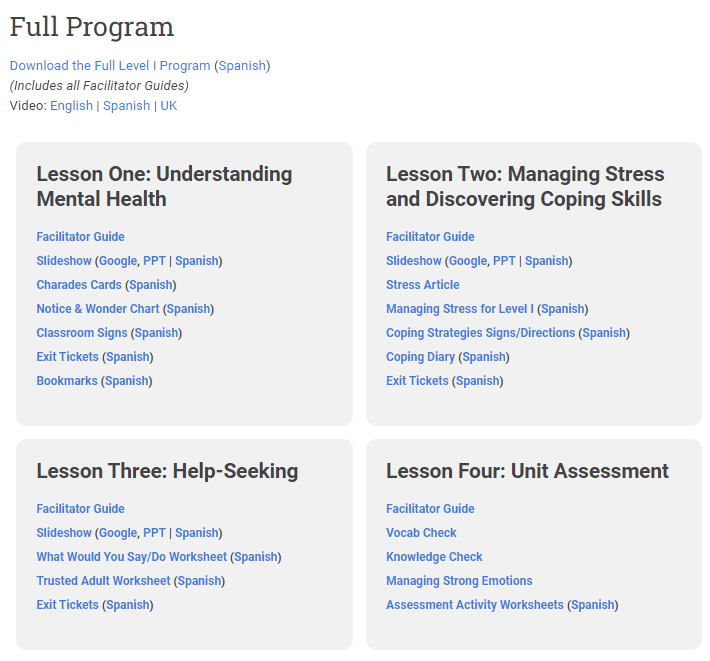 Full Program
Download the Full Level I Program (Spanish)
(Includes all Facilitator Guides)
Video: English | Spanish | UK
Lesson One: Understanding
Mental Health
Facilitator Guide
Slideshow (Google, PPT | Spanish)
Charades Cards (Spanish)
Notice & Wonder Chart (Spanish)
Classroom Signs (Spanish)
Exit Tickets (Spanish)
Bookmarks (Spanish)
Lesson Two: Managing Stress
and Discovering Coping Skills
Facilitator Guide
Slideshow (Google, PPT | Spanish)
Stress Article
Managing Stress for Level I (Spanish)
Coping Strategies Signs/Directions (Spanish)
Coping Diary (Spanish)
Exit Tickets (Spanish)
Lesson Three: Help-Seeking
Facilitator Guide
Slideshow (Google, PPT | Spanish)
What Would You Say/Do Worksheet (Spanish)
Trusted Adult Worksheet (Spanish)
Exit Tickets (Spanish)
Lesson Four: Unit Assessment
Facilitator Guide
Vocab Check
Knowledge Check
Managing Strong Emotions
Assessment Activity Worksheets (Spanish)